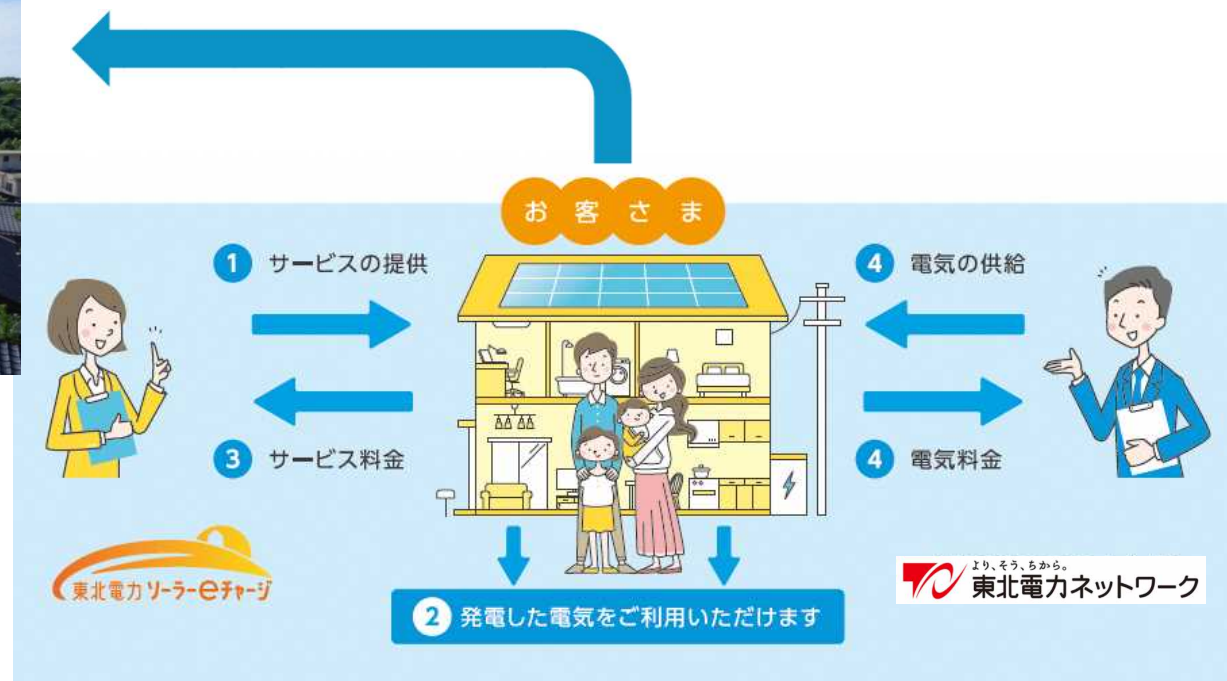 お客さま
1 サービスの提供
4 電気の供給
3 サービス料金
4 電気料金
東北電力ソーラーeチャージ
より、そう、ちから。
東北電力ネットワーク
2 発電した電気をご利用いただけます